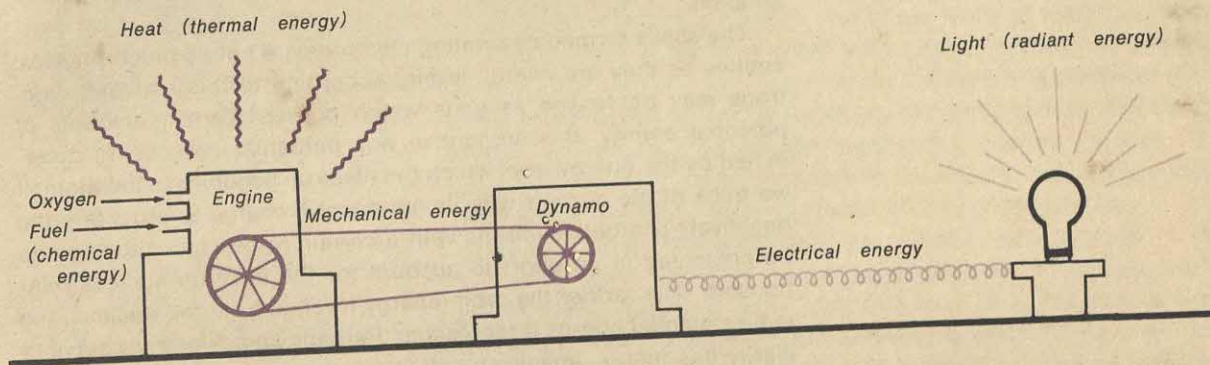 Heat (thermal energy)
Light (radiant energy)
Oxygen
Fuel
(chemical
energy)
Engine
Mechanical energy
Dynamo
Electrical energy